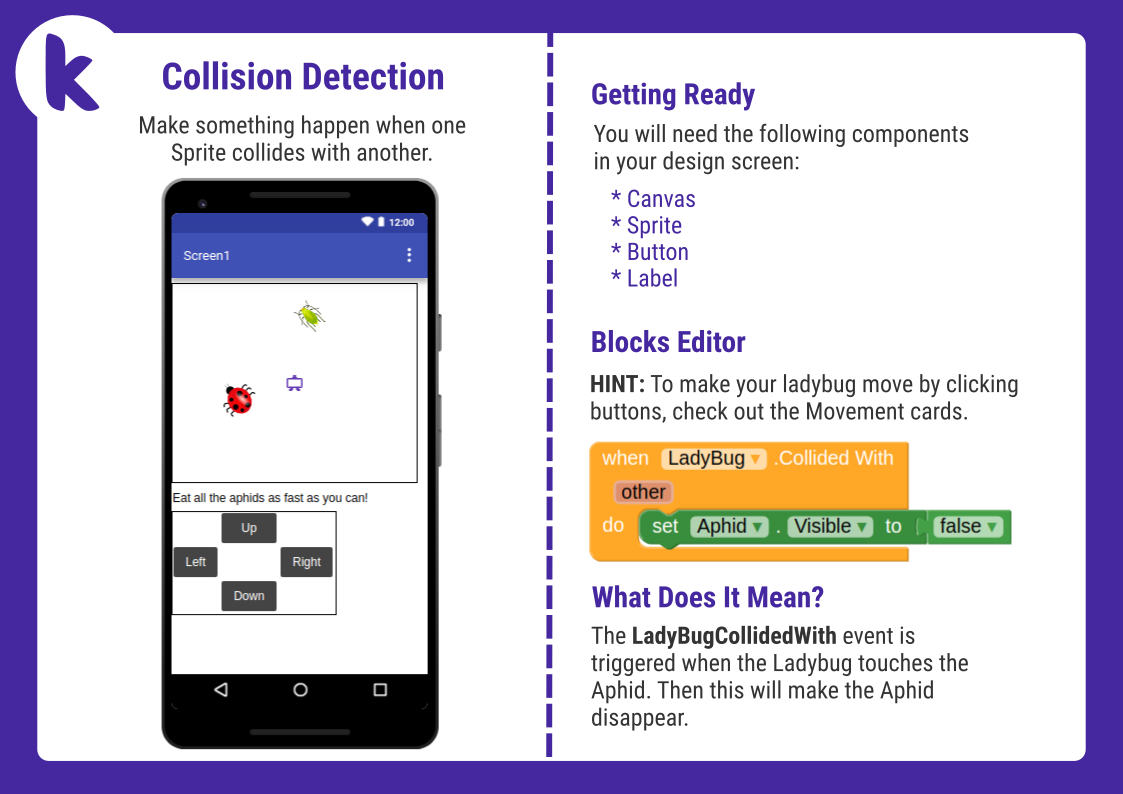 k
Collision Detection
Make something happen when one
Sprite collides with another.
12:00
Screen1
Eat all the aphids as fast as you can!
Up
Left
Right
Down
Getting Ready
You will need the following components
in your design screen:
* Canvas
* Sprite
* Button
* Label
Blocks Editor
HINT: To make your ladybug move by clicking
buttons, check out the Movement cards.
when LadyBug .Collided With
other
do set Aphid . Visible to false
What Does It Mean?
The LadyBugCollidedWith event is
triggered when the Ladybug touches the
Aphid. Then this will make the Aphid
disappear.